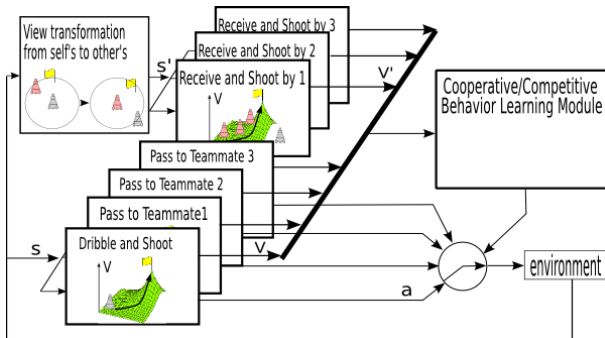 View transformation
from self's to other's
Receive and Shoot by 3
Receive and Shoot by 2
Receive and Shoot by 1
s'
V
V'
Cooperative/Competitive
Behavior Learning Module
Pass to Teammate 3
Pass to Teammate 2
Pass to Teammate1
Dribble and Shoot
s
V
V
a
environment